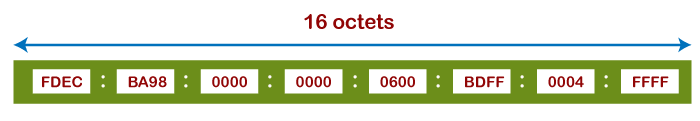 16 octets
FDEC : BA98 : 0000 : 0000 : 0600 : BDFF : 0004 : FFFF